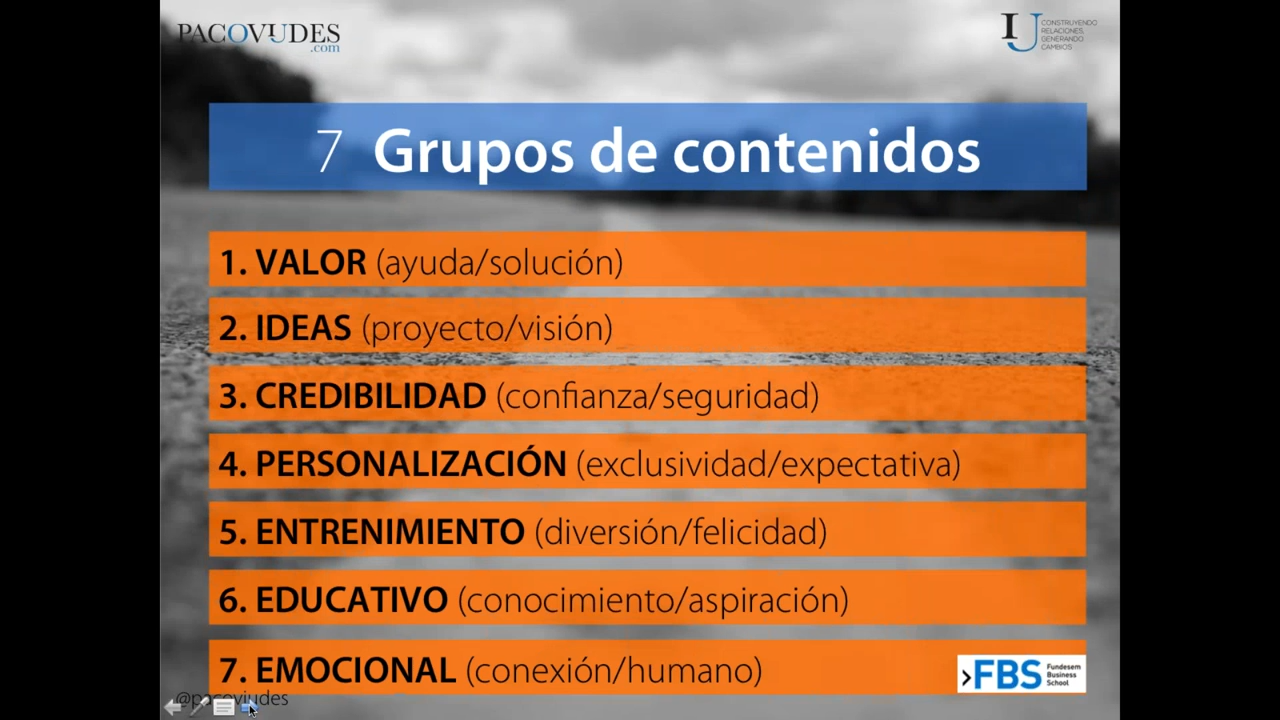 PACOVIUDES
.com
IJ
CONSTRUYENDO
RELACIONES,
GENERANDO
CAMBIOS
7 Grupos de contenidos
1. VALOR (ayuda/solución)
2. IDEAS (proyecto/visión)
3. CREDIBILIDAD (confianza/seguridad)
4. PERSONALIZACIÓN (exclusividad/expectativa)
5. ENTRENIMIENTO (diversión/felicidad)
6. EDUCATIVO (conocimiento/aspiración)
7. EMOCIONAL (conexión/humano)
FBS
Fundesem
Business
School
@pacoviudes